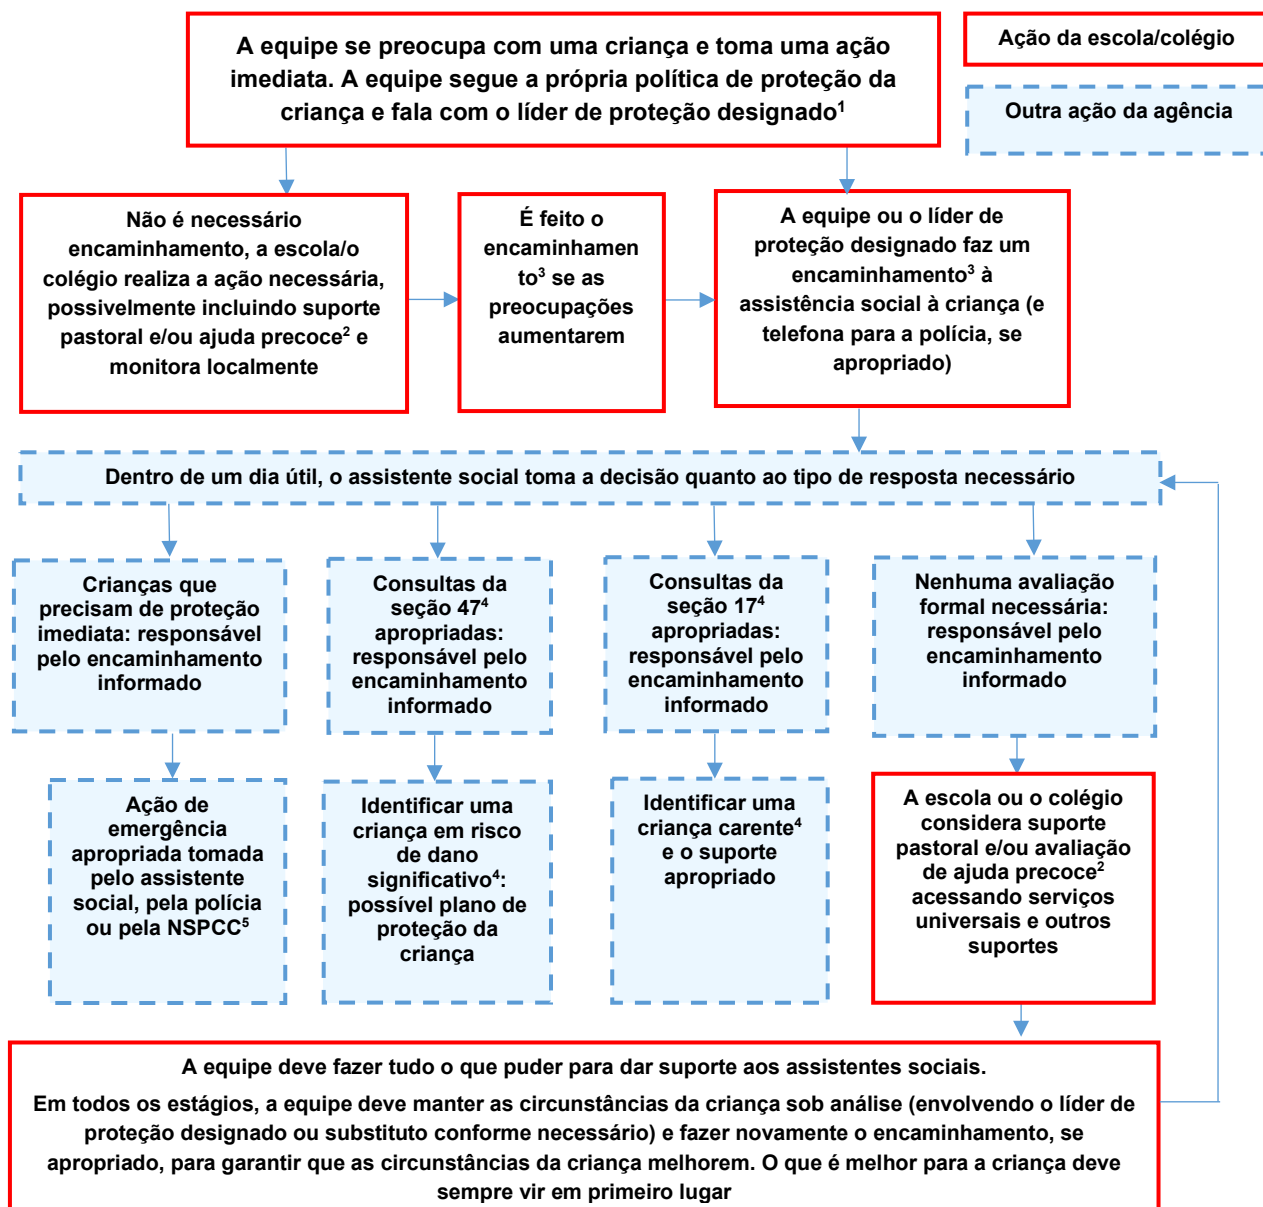 A equipe se preocupa com uma criança e toma uma ação
imediata. A equipe segue a própria política de proteção da
criança e fala com o líder de proteção designado¹
Ação da escola/colégio
Outra ação da agência
Não é necessário
encaminhamento, a escola/o
colégio realiza a ação necessária,
possivelmente incluindo suporte
pastoral e/ou ajuda precoce² e
monitora localmente
É feito o
encaminhamen
to³ se as
preocupações
aumentarem
A equipe ou o líder de
proteção designado faz um
encaminhamento³ à
assistência social à criança (e
telefona para a polícia, se
apropriado)
Dentro de um dia útil, o assistente social toma a decisão quanto ao tipo de resposta necessário
Crianças que
precisam de proteção
imediata: responsável
pelo encaminhamento
informado
Consultas da
seção 47⁴
apropriadas:
responsável pelo
encaminhamento
informado
Consultas da
seção 17⁴
apropriadas:
responsável pelo
encaminhamento
informado
Nenhuma avaliação
formal necessária:
responsável pelo
encaminhamento
informado
Ação de
emergência
apropriada tomada
pelo assistente
social, pela polícia
ou pela NSPCC⁵
Identificar uma
criança em risco
de dano
significativo⁴:
possível plano de
proteção da
criança
Identificar uma
criança carente⁴
e o suporte
apropriado
A escola ou o colégio
considera suporte
pastoral e/ou avaliação
de ajuda precoce²
acessando serviços
universais e outros
suportes
A equipe deve fazer tudo o que puder para dar suporte aos assistentes sociais.
Em todos os estágios, a equipe deve manter as circunstâncias da criança sob análise (envolvendo o líder de
proteção designado ou substituto conforme necessário) e fazer novamente o encaminhamento, se
apropriado, para garantir que as circunstâncias da criança melhorem. O que é melhor para a criança deve
sempre vir em primeiro lugar